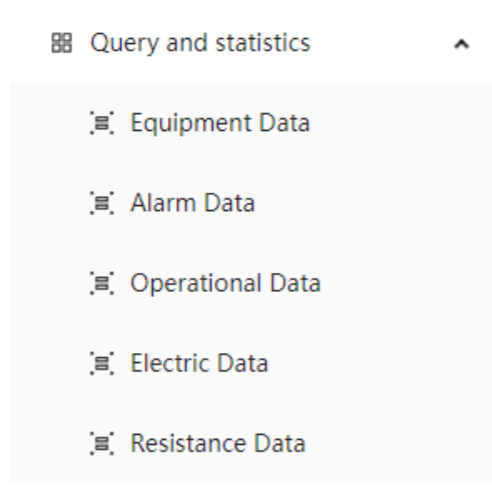 Query and statistics
Equipment Data
Alarm Data
Operational Data
Electric Data
Resistance Data